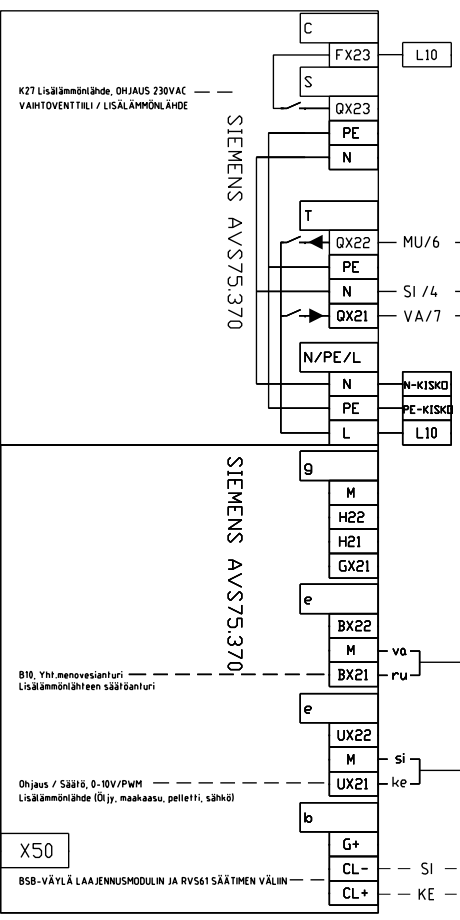 C
FX23
L10
S
K27 Lisälämmönlähde, OHJAUS 230VAC
VAIHTOVENTTIILI / LISÄLÄMMÖNLÄHDE
QX23
PE
N
SIEMENS AVS75.370
T
QX22
MU/6
PE
N
SI /4
QX21
VA/7
N/PE/L
N
N-KISKO
PE
PE-KISKO
L
L10
SIEMENS AVS75.370
g
M
H22
H21
GX21
e
BX22
M
va
B10, Yht.menovesianturi
Lisälämmönlähteen säätöanturi
BX21
ru
e
UX22
M
si
Ohjaus / Säätö, 0-10V/PWM
Lisälämmönlähde (Öljy, maakaasu, pelletti, sähkö)
UX21
ke
b
G+
X50
CL-
SI
BSB-VÄYLÄ LAAJENNUSMODULIN JA RVS61 SÄÄTIMEN VÄLIIN
CL+
KE